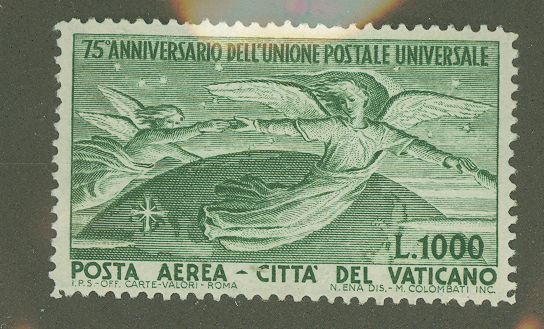 75° ANNIVERSARIO DELL'UNIONE POSTALE UNIVERSALE
L.1000
POSTA AEREA - CITTA' DEL VATICANO
I.P.S.-OFF. CARTE-VALORI - ROMA N. ENA DIS.- M. COLOMBATI INC.